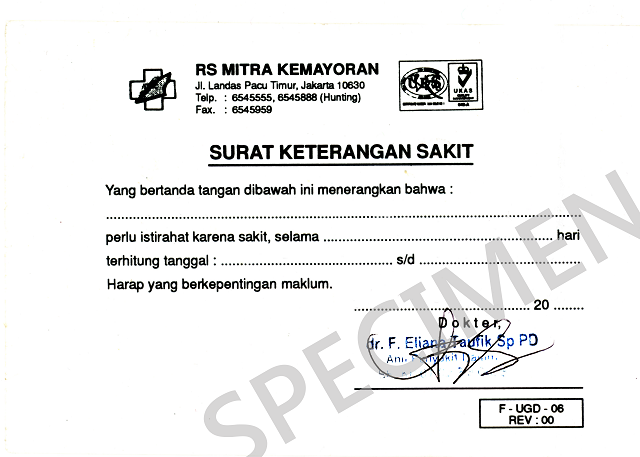 RS MITRA KEMAYORAN
Jl. Landas Pacu Timur, Jakarta 10630
Telp. : 6545555, 6545888 (Hunting)
Fax. : 6545959
UKAS
SURAT KETERANGAN SAKIT
Yang bertanda tangan dibawah ini menerangkan bahwa :
..........................................................................................................
perlu istirahat karena sakit, selama ..................................................... hari
terhitung tanggal : ........................................ s/d ......................................
Harap yang berkepentingan maklum.
......................................... 20 ........
Dokter,
dr. F. Eliana Taufik Sp PD
F - UGD - 06
REV : 00
SPECIMEN